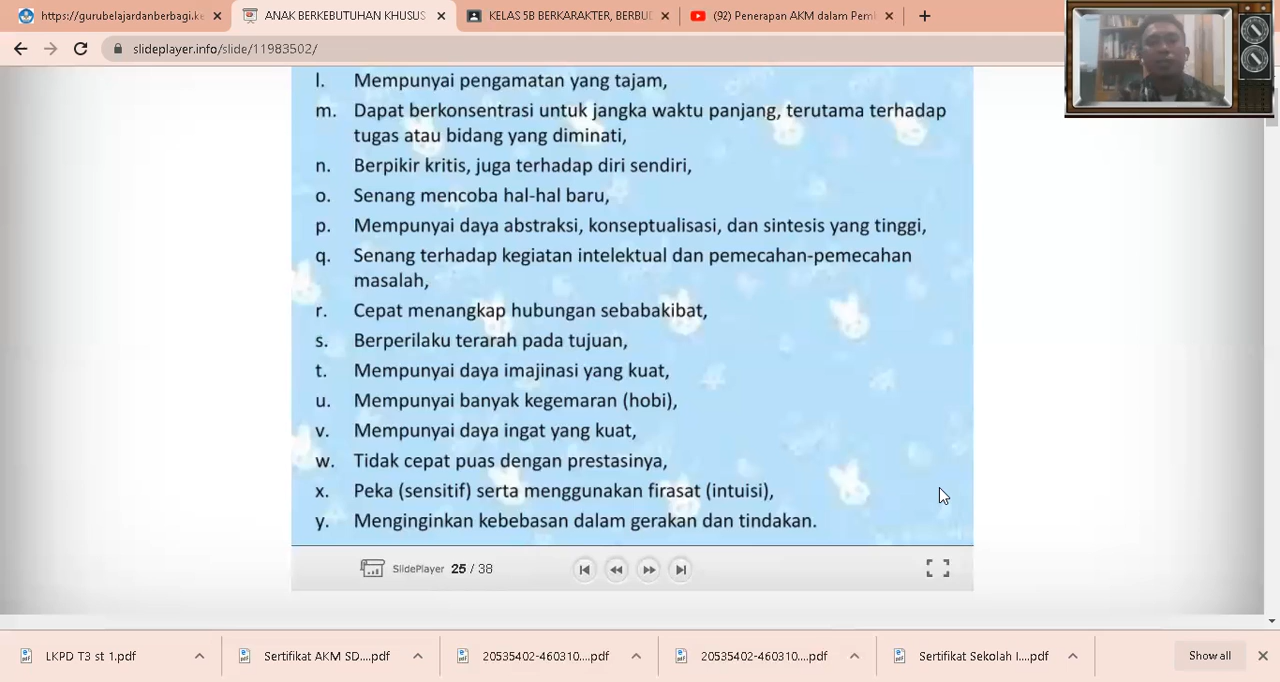 https://gurubelajardanberbagi.ke
ANAK BERKEBUTUHAN KHUSUS
KELAS 5B BERKARAKTER, BERBUD
(92) Penerapan AKM dalam Pem
slideplayer.info/slide/11983502/
l. Mempunyai pengamatan yang tajam,
m. Dapat berkonsentrasi untuk jangka waktu panjang, terutama terhadap
tugas atau bidang yang diminati,
n. Berpikir kritis, juga terhadap diri sendiri,
o. Senang mencoba hal-hal baru,
p. Mempunyai daya abstraksi, konseptualisasi, dan sintesis yang tinggi,
q. Senang terhadap kegiatan intelektual dan pemecahan-pemecahan
masalah,
r. Cepat menangkap hubungan sebabakibat,
s. Berperilaku terarah pada tujuan,
t. Mempunyai daya imajinasi yang kuat,
u. Mempunyai banyak kegemaran (hobi),
v. Mempunyai daya ingat yang kuat,
w. Tidak cepat puas dengan prestasinya,
x. Peka (sensitif) serta menggunakan firasat (intuisi),
y. Menginginkan kebebasan dalam gerakan dan tindakan.
SlidePlayer 25 / 38
LKPD T3 st 1.pdf
Sertifikat AKM SD....pdf
20535402-460310....pdf
20535402-460310....pdf
Sertifikat Sekolah I....pdf
Show all